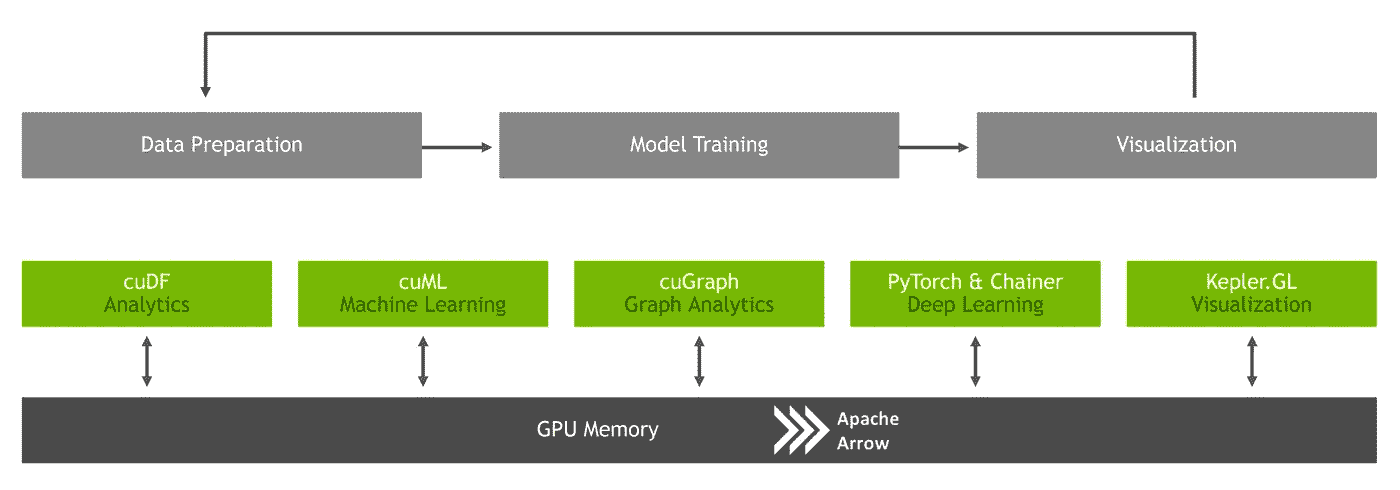 Data Preparation
Model Training
Visualization
cuDF
Analytics
cuML
Machine Learning
cuGraph
Graph Analytics
PyTorch & Chainer
Deep Learning
Kepler.GL
Visualization
GPU Memory
Apache
Arrow